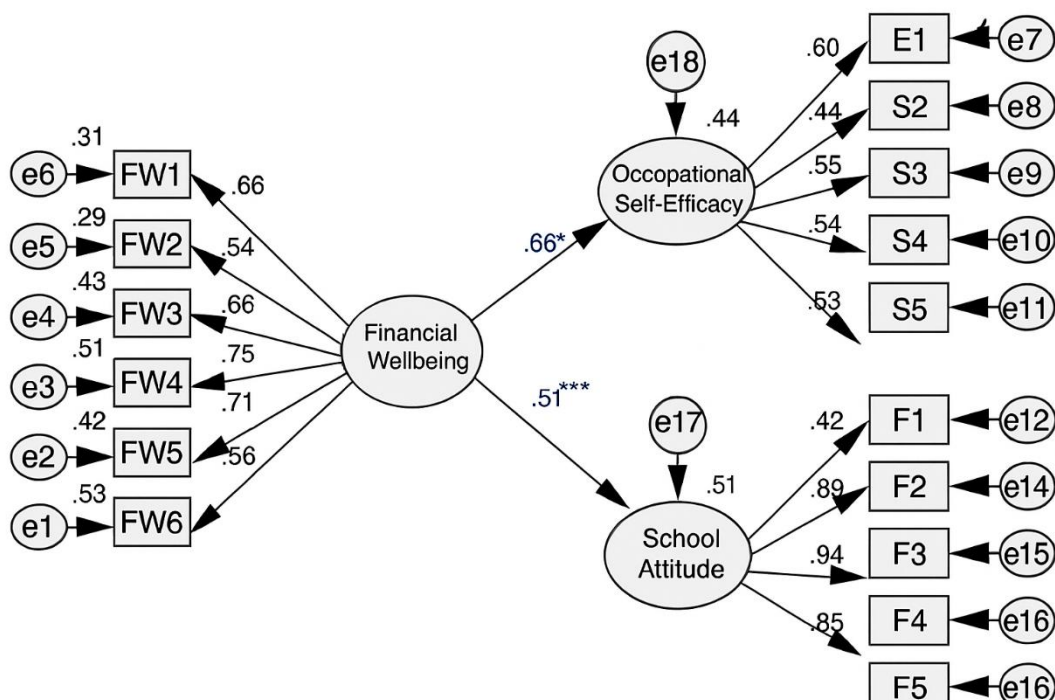 .31
e6 FW1
.66
.29
e5 FW2
.54
.43
e4 FW3
.66
.51
e3 FW4
.75
.42
e2 FW5
.71
.53
e1 FW6
.56
Financial
Wellbeing
.66*
.51***
e18
.44
Occupational
Self-Efficacy
.60
E1 e7
.44
S2 e8
.55
S3 e9
.54
S4 e10
.53
S5 e11
e17
.51
School
Attitude
.42
F1 e12
.89
F2 e14
.94
F3 e15
.85
F4 e16
F5 e16